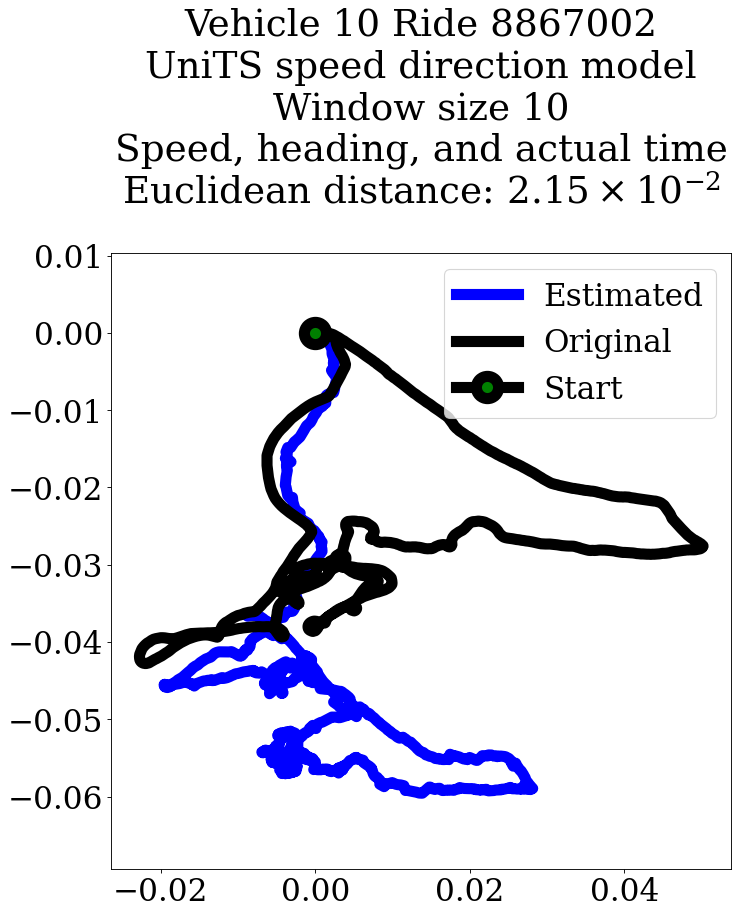 Vehicle 10 Ride 8867002
UniTS speed direction model
Window size 10
Speed, heading, and actual time
Euclidean distance: 2.15 × 10⁻²
Estimated
Original
Start
0.01
0.00
−0.01
−0.02
−0.03
−0.04
−0.05
−0.06
−0.02 0.00 0.02 0.04